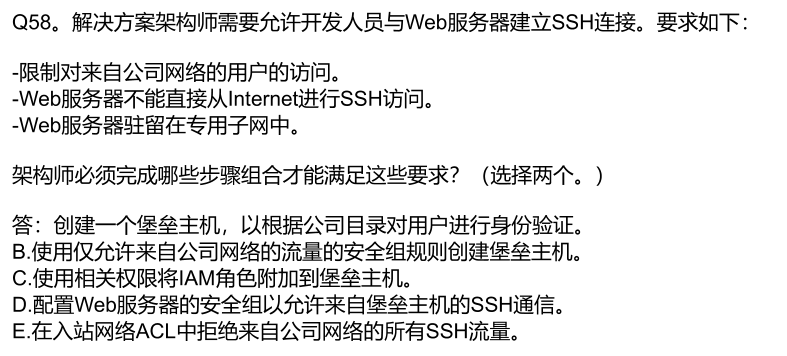 Q58。解决方案架构师需要允许开发人员与Web服务器建立SSH连接。要求如下：
-限制对来自公司网络的用户的访问。
-Web服务器不能直接从Internet进行SSH访问。
-Web服务器驻留在专用子网中。
架构师必须完成哪些步骤组合才能满足这些要求？（选择两个。）
答：创建一个堡垒主机，以根据公司目录对用户进行身份验证。
B.使用仅允许来自公司网络的流量的安全组规则创建堡垒主机。
C.使用相关权限将IAM角色附加到堡垒主机。
D.配置Web服务器的安全组以允许来自堡垒主机的SSH通信。
E.在入站网络ACL中拒绝来自公司网络的所有SSH流量。